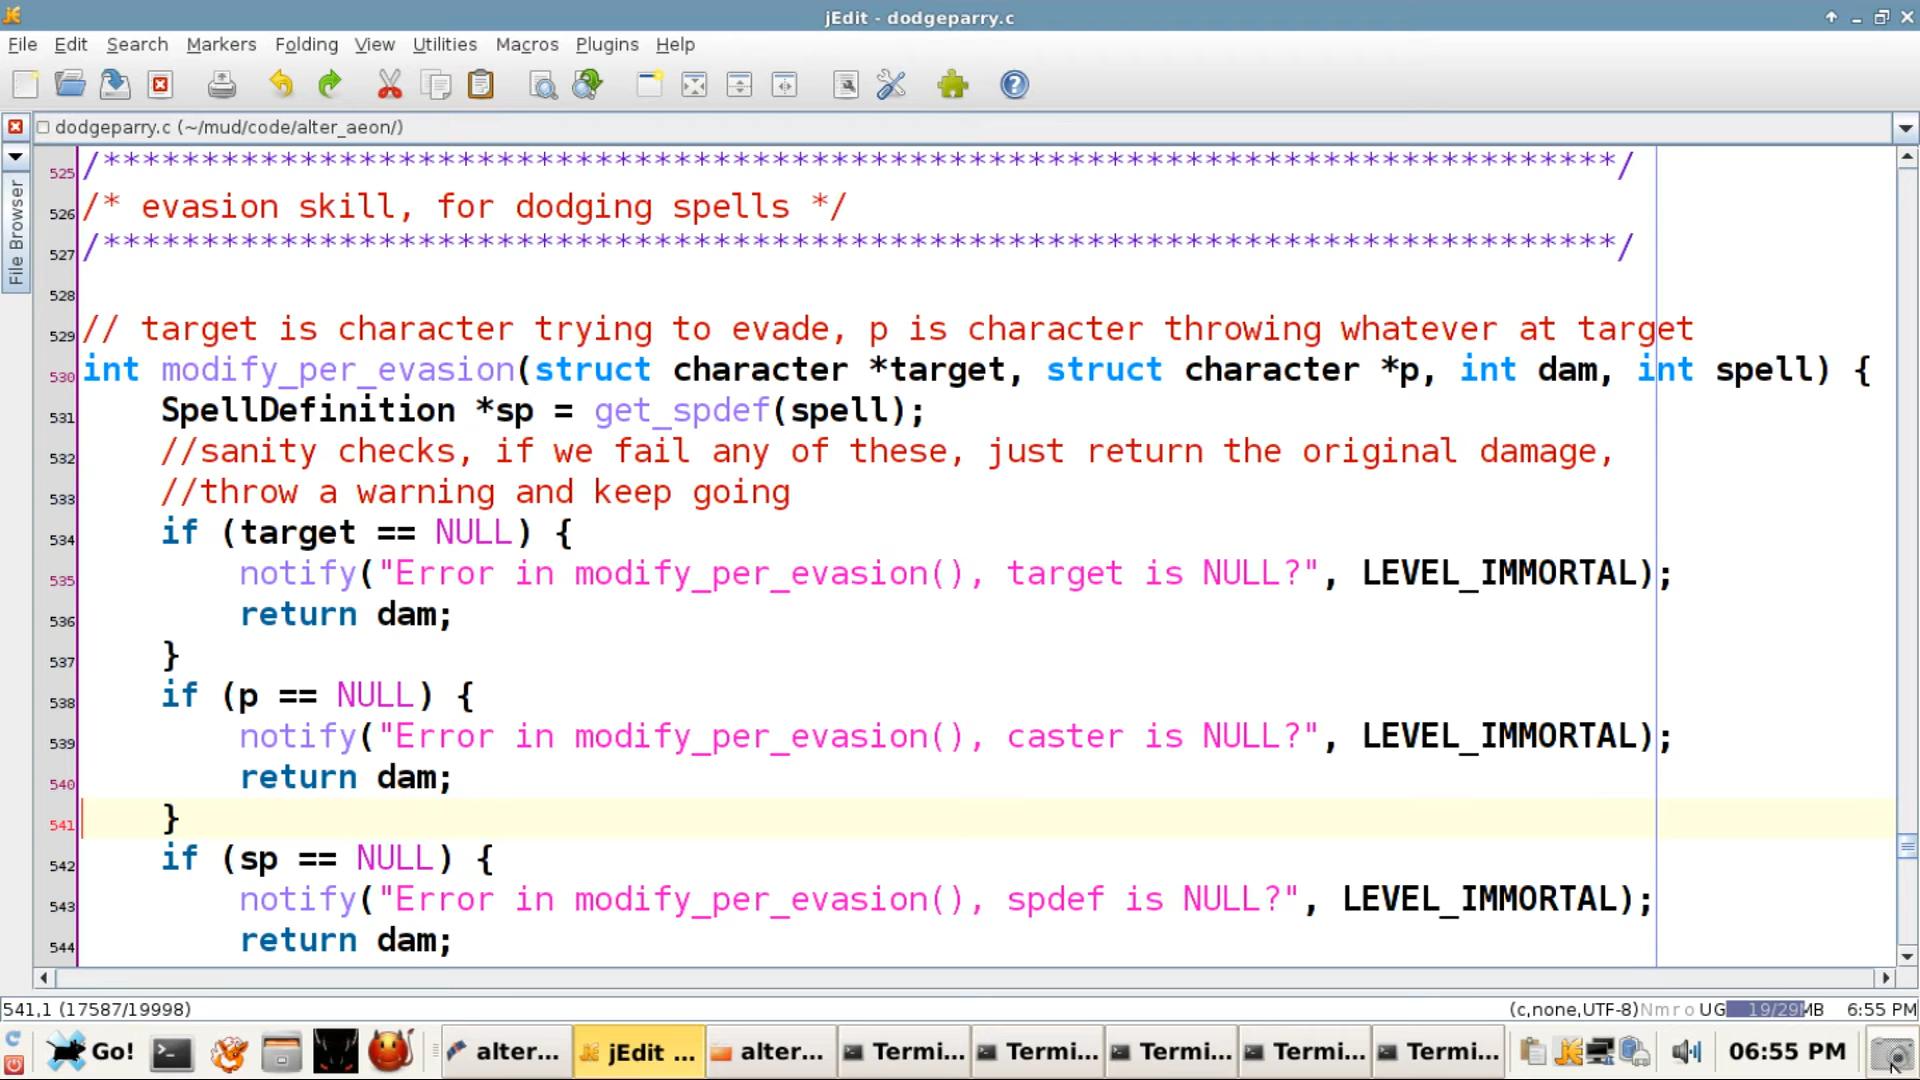 jEdit - dodgeparry.c
File Edit Search Markers Folding View Utilities Macros Plugins Help
dodgeparry.c (~/mud/code/alter_aeon/)
File Browser
525 /*****************************************************************************/
526 /* evasion skill, for dodging spells */
527 /*****************************************************************************/
528
529 // target is character trying to evade, p is character throwing whatever at target
530 int modify_per_evasion(struct character *target, struct character *p, int dam, int spell) {
531     SpellDefinition *sp = get_spdef(spell);
532     //sanity checks, if we fail any of these, just return the original damage,
533     //throw a warning and keep going
534     if (target == NULL) {
535         notify("Error in modify_per_evasion(), target is NULL?", LEVEL_IMMORTAL);
536         return dam;
537     }
538     if (p == NULL) {
539         notify("Error in modify_per_evasion(), caster is NULL?", LEVEL_IMMORTAL);
540         return dam;
541     }
542     if (sp == NULL) {
543         notify("Error in modify_per_evasion(), spdef is NULL?", LEVEL_IMMORTAL);
544         return dam;
541,1 (17587/19998) (c,none,UTF-8)NmroUG 19/29MB 6:55 PM
Go! alter... jEdit ... alter... Termi... Termi... Termi... Termi... Termi... 06:55 PM